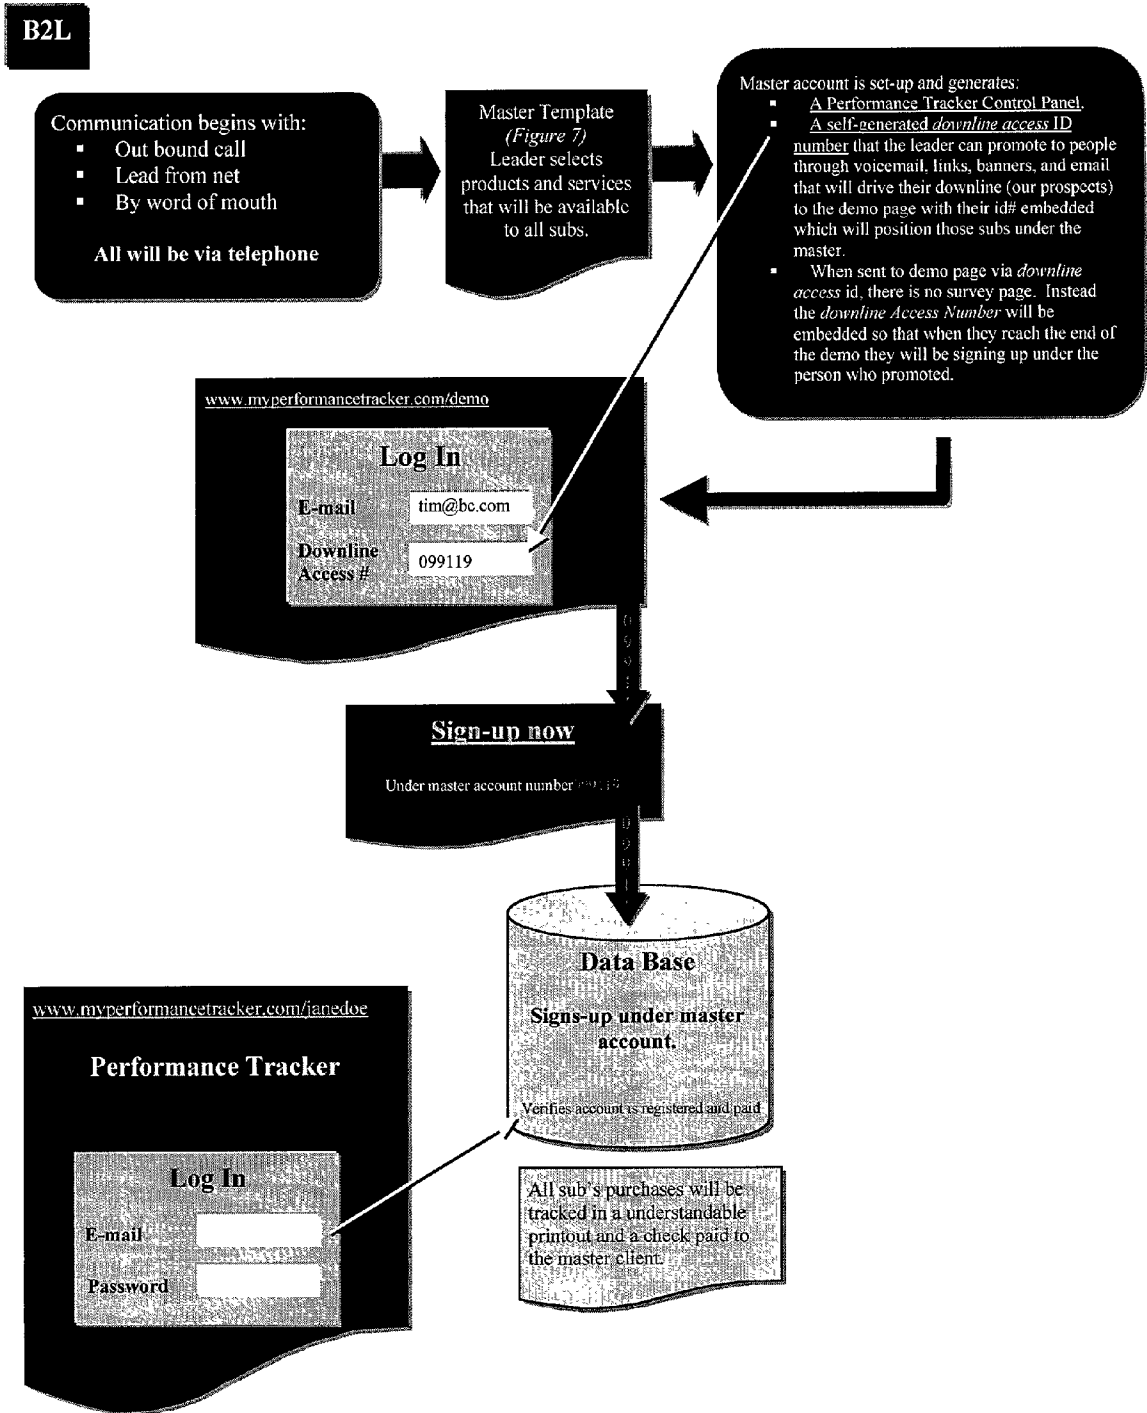 B2L
Communication begins with:
▪ Out bound call
▪ Lead from net
▪ By word of mouth
All will be via telephone
Master Template
(Figure 7)
Leader selects
products and services
that will be available
to all subs.
Master account is set-up and generates:
▪ A Performance Tracker Control Panel.
▪ A self-generated downline access ID
number that the leader can promote to people
through voicemail, links, banners, and email
that will drive their downline (our prospects)
to the demo page with their id# embedded
which will position those subs under the
master.
▪ When sent to demo page via downline
access id, there is no survey page. Instead
the downline Access Number will be
embedded so that when they reach the end of
the demo they will be signing up under the
person who promoted.
www.myperformancetracker.com/demo
Log In
E-mail tim@bc.com
Downline
Access # 099119
Sign-up now
Under master account number 099119
Data Base
Signs-up under master
account.
Verifies account is registered and paid
www.myperformancetracker.com/janedoe
Performance Tracker
Log In
E-mail
Password
All sub's purchases will be
tracked in a understandable
printout and a check paid to
the master client.